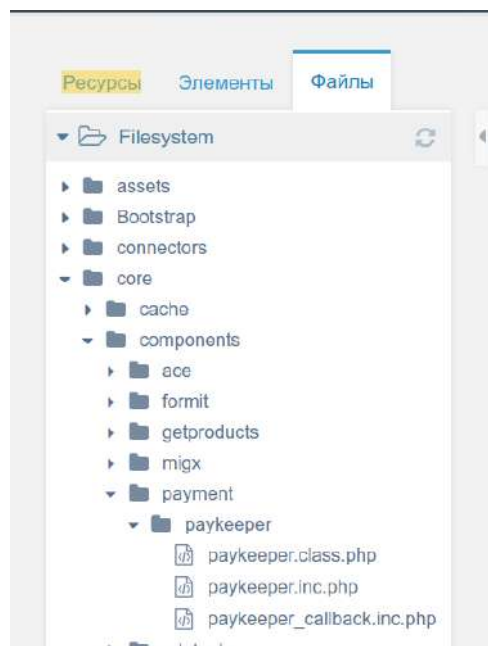 Ресурсы Элементы Файлы
Filesystem
assets
Bootstrap
connectors
core
cache
components
ace
formit
getproducts
migx
payment
paykeeper
paykeeper.class.php
paykeeper.inc.php
paykeeper_callback.inc.php